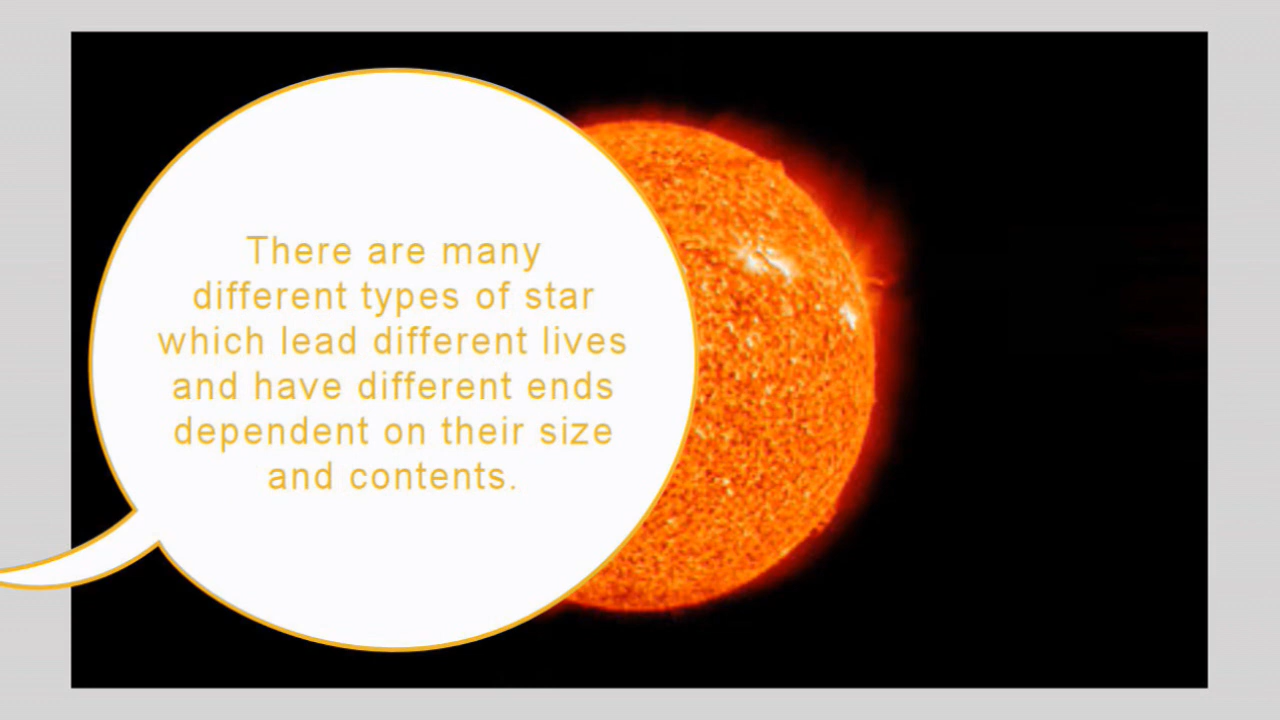 There are many
different types of star
which lead different lives
and have different ends
dependent on their size
and contents.